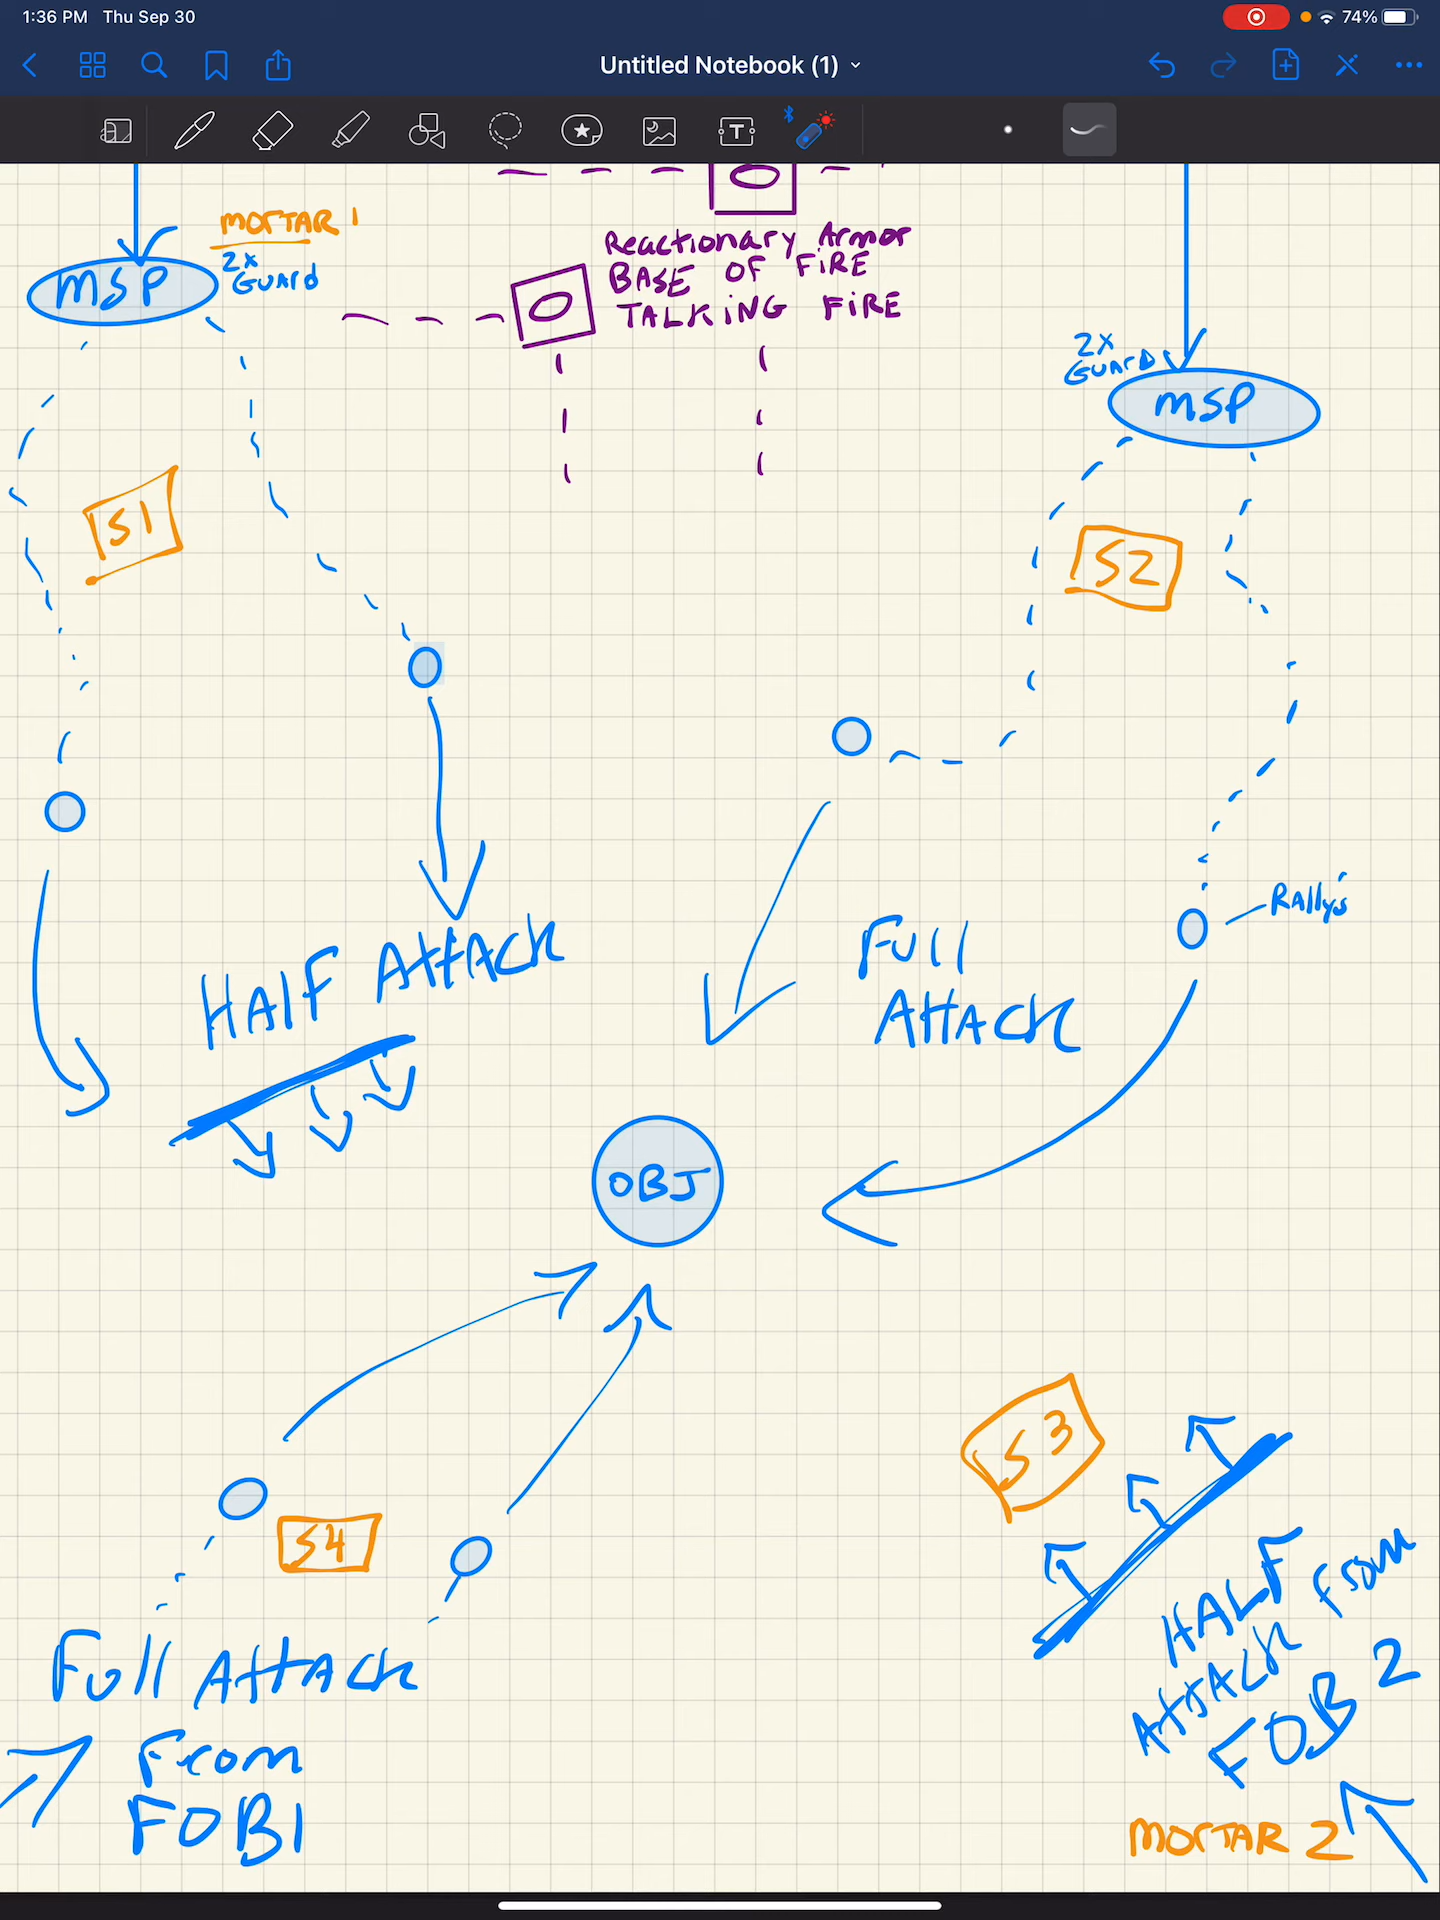 1:36 PM Thu Sep 30
74%
Untitled Notebook (1)
T
MORTAR 1
MSP
2x
GUARD
Reactionary Armor
BASE OF FIRE
TALKING FIRE
2x
GUARD
MSP
S1
S2
RALLYS
HALF ATTACK
FULL
ATTACK
OBJ
S3
S4
FULL ATTACK
From
FOB1
HALF
ATTACK FROM
FOB 2
MORTAR 2